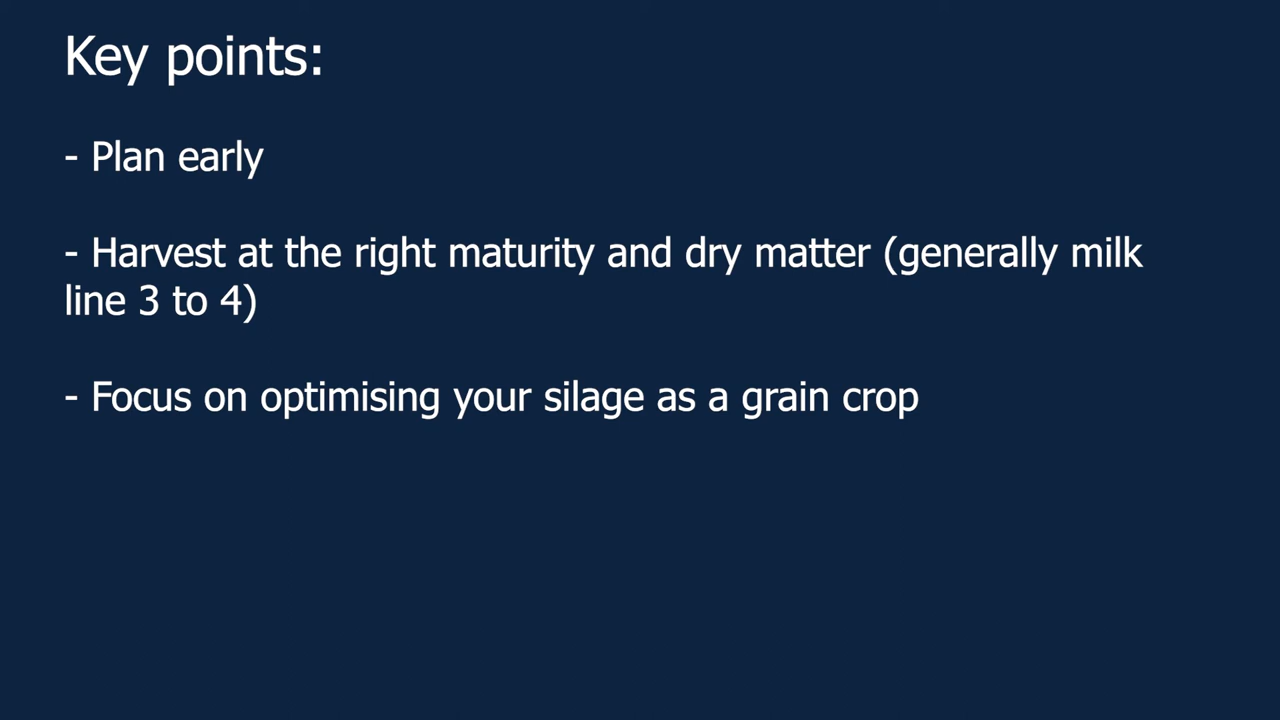 Key points:
- Plan early
- Harvest at the right maturity and dry matter (generally milk
line 3 to 4)
- Focus on optimising your silage as a grain crop